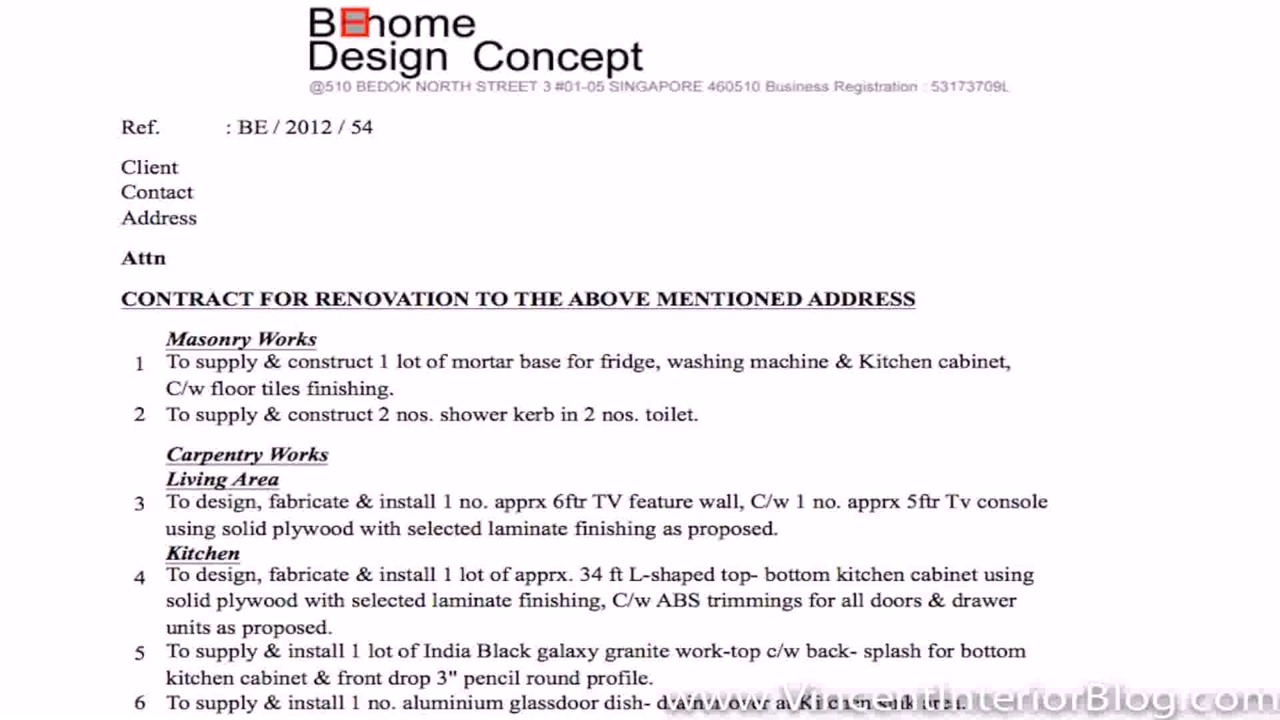 BEhome
Design Concept
@510 BEDOK NORTH STREET 3 #01-05 SINGAPORE 460510 Business Registration : 53173709L
Ref. : BE / 2012 / 54
Client
Contact
Address
Attn
CONTRACT FOR RENOVATION TO THE ABOVE MENTIONED ADDRESS
Masonry Works
1 To supply & construct 1 lot of mortar base for fridge, washing machine & Kitchen cabinet,
C/w floor tiles finishing.
2 To supply & construct 2 nos. shower kerb in 2 nos. toilet.
Carpentry Works
Living Area
3 To design, fabricate & install 1 no. apprx 6ftr TV feature wall, C/w 1 no. apprx 5ftr Tv console
using solid plywood with selected laminate finishing as proposed.
Kitchen
4 To design, fabricate & install 1 lot of apprx. 34 ft L-shaped top- bottom kitchen cabinet using
solid plywood with selected laminate finishing, C/w ABS trimmings for all doors & drawer
units as proposed.
5 To supply & install 1 lot of India Black galaxy granite work-top c/w back- splash for bottom
kitchen cabinet & front drop 3" pencil round profile.
6 To supply & install 1 no. aluminium glassdoor dish- drainer over at Kitchen sink area.
www.VincentInteriorBlog.com